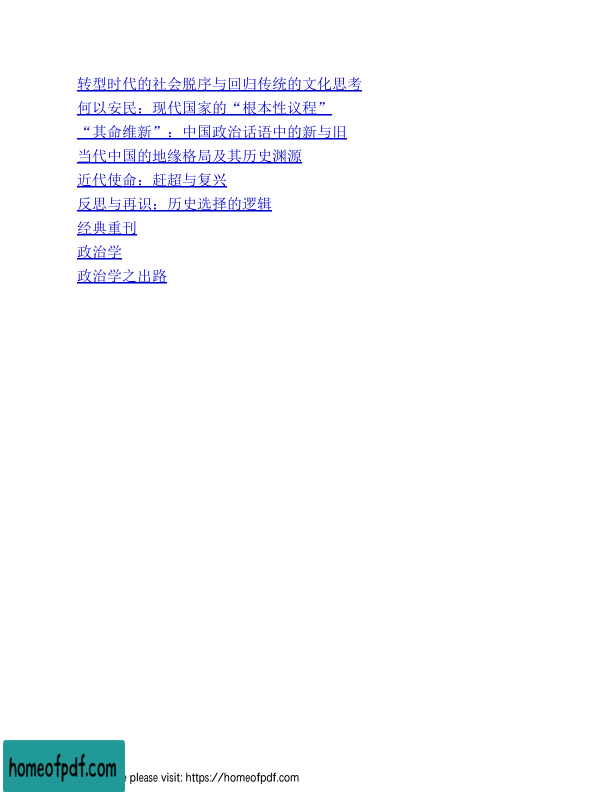 转型时代的社会脱序与回归传统的文化思考
何以安民：现代国家的“根本性议程”
“其命维新”：中国政治话语中的新与旧
当代中国的地缘格局及其历史渊源
近代使命：赶超与复兴
反思与再识：历史选择的逻辑
经典重刊
政治学
政治学之出路
homeofpdf.com
please visit: https://homeofpdf.com